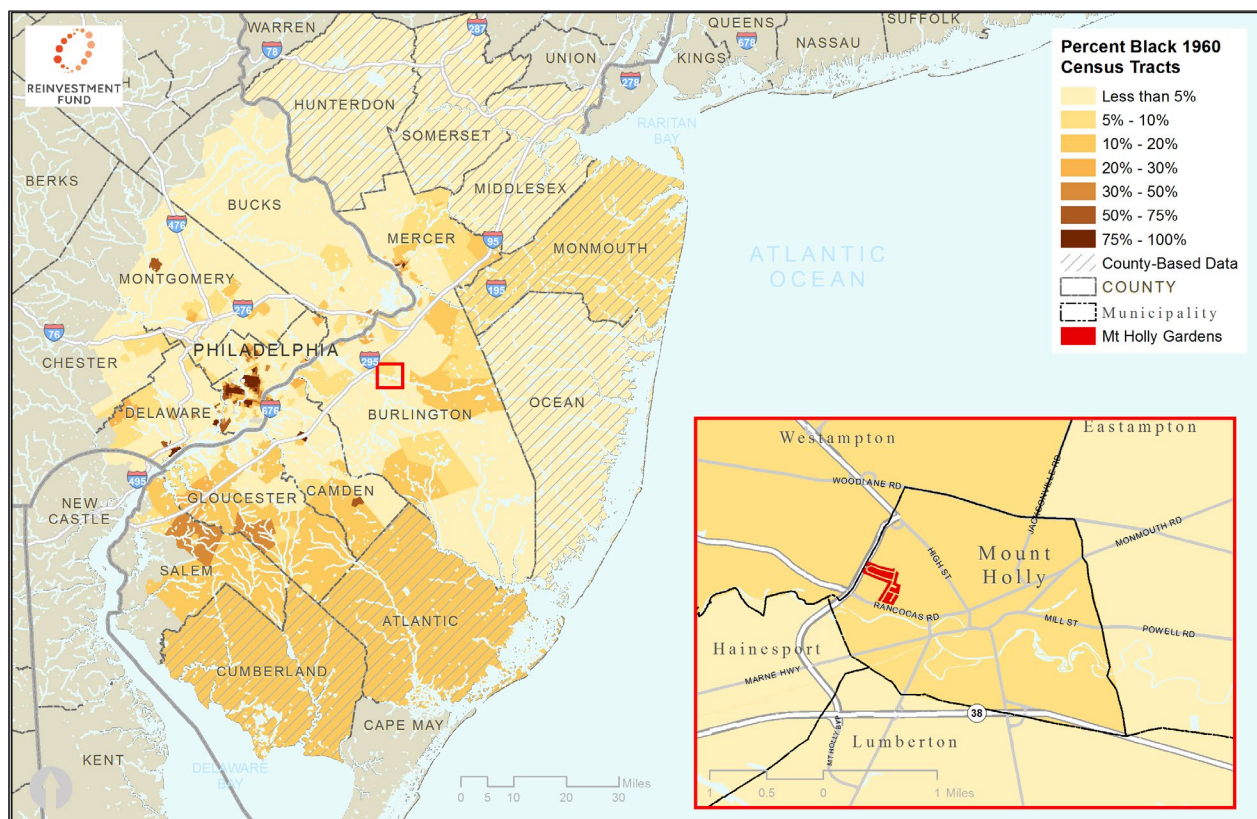 REINVESTMENT
FUND
WARREN
78
287
UNION
278
QUEENS
678
KINGS
NASSAU
SUFFOLK
HUNTERDON
SOMERSET
RARITAN
BAY
MIDDLESEX
BERKS
BUCKS
476
MERCER
95
MONMOUTH
ATLANTIC
OCEAN
MONTGOMERY
195
276
76
PHILADELPHIA
CHESTER
295
OCEAN
DELAWARE
676
BURLINGTON
495
NEW
CASTLE
GLOUCESTER
CAMDEN
SALEM
ATLANTIC
CUMBERLAND
CAPE MAY
KENT
DELAWARE
BAY
Miles
0 5 10 20 30
Percent Black 1960
Census Tracts
Less than 5%
5% - 10%
10% - 20%
20% - 30%
30% - 50%
50% - 75%
75% - 100%
County-Based Data
COUNTY
Municipality
Mt Holly Gardens
Westampton
Eastampton
WOODLANE RD
JACKSONVILLE RD
MONMOUTH RD
HIGH ST
Mount
Holly
RANCOCAS RD
MILL ST
POWELL RD
Hainesport
MARNE HWY
38
MT HOLLY BYP
Lumberton
1 0.5 0 1 Miles